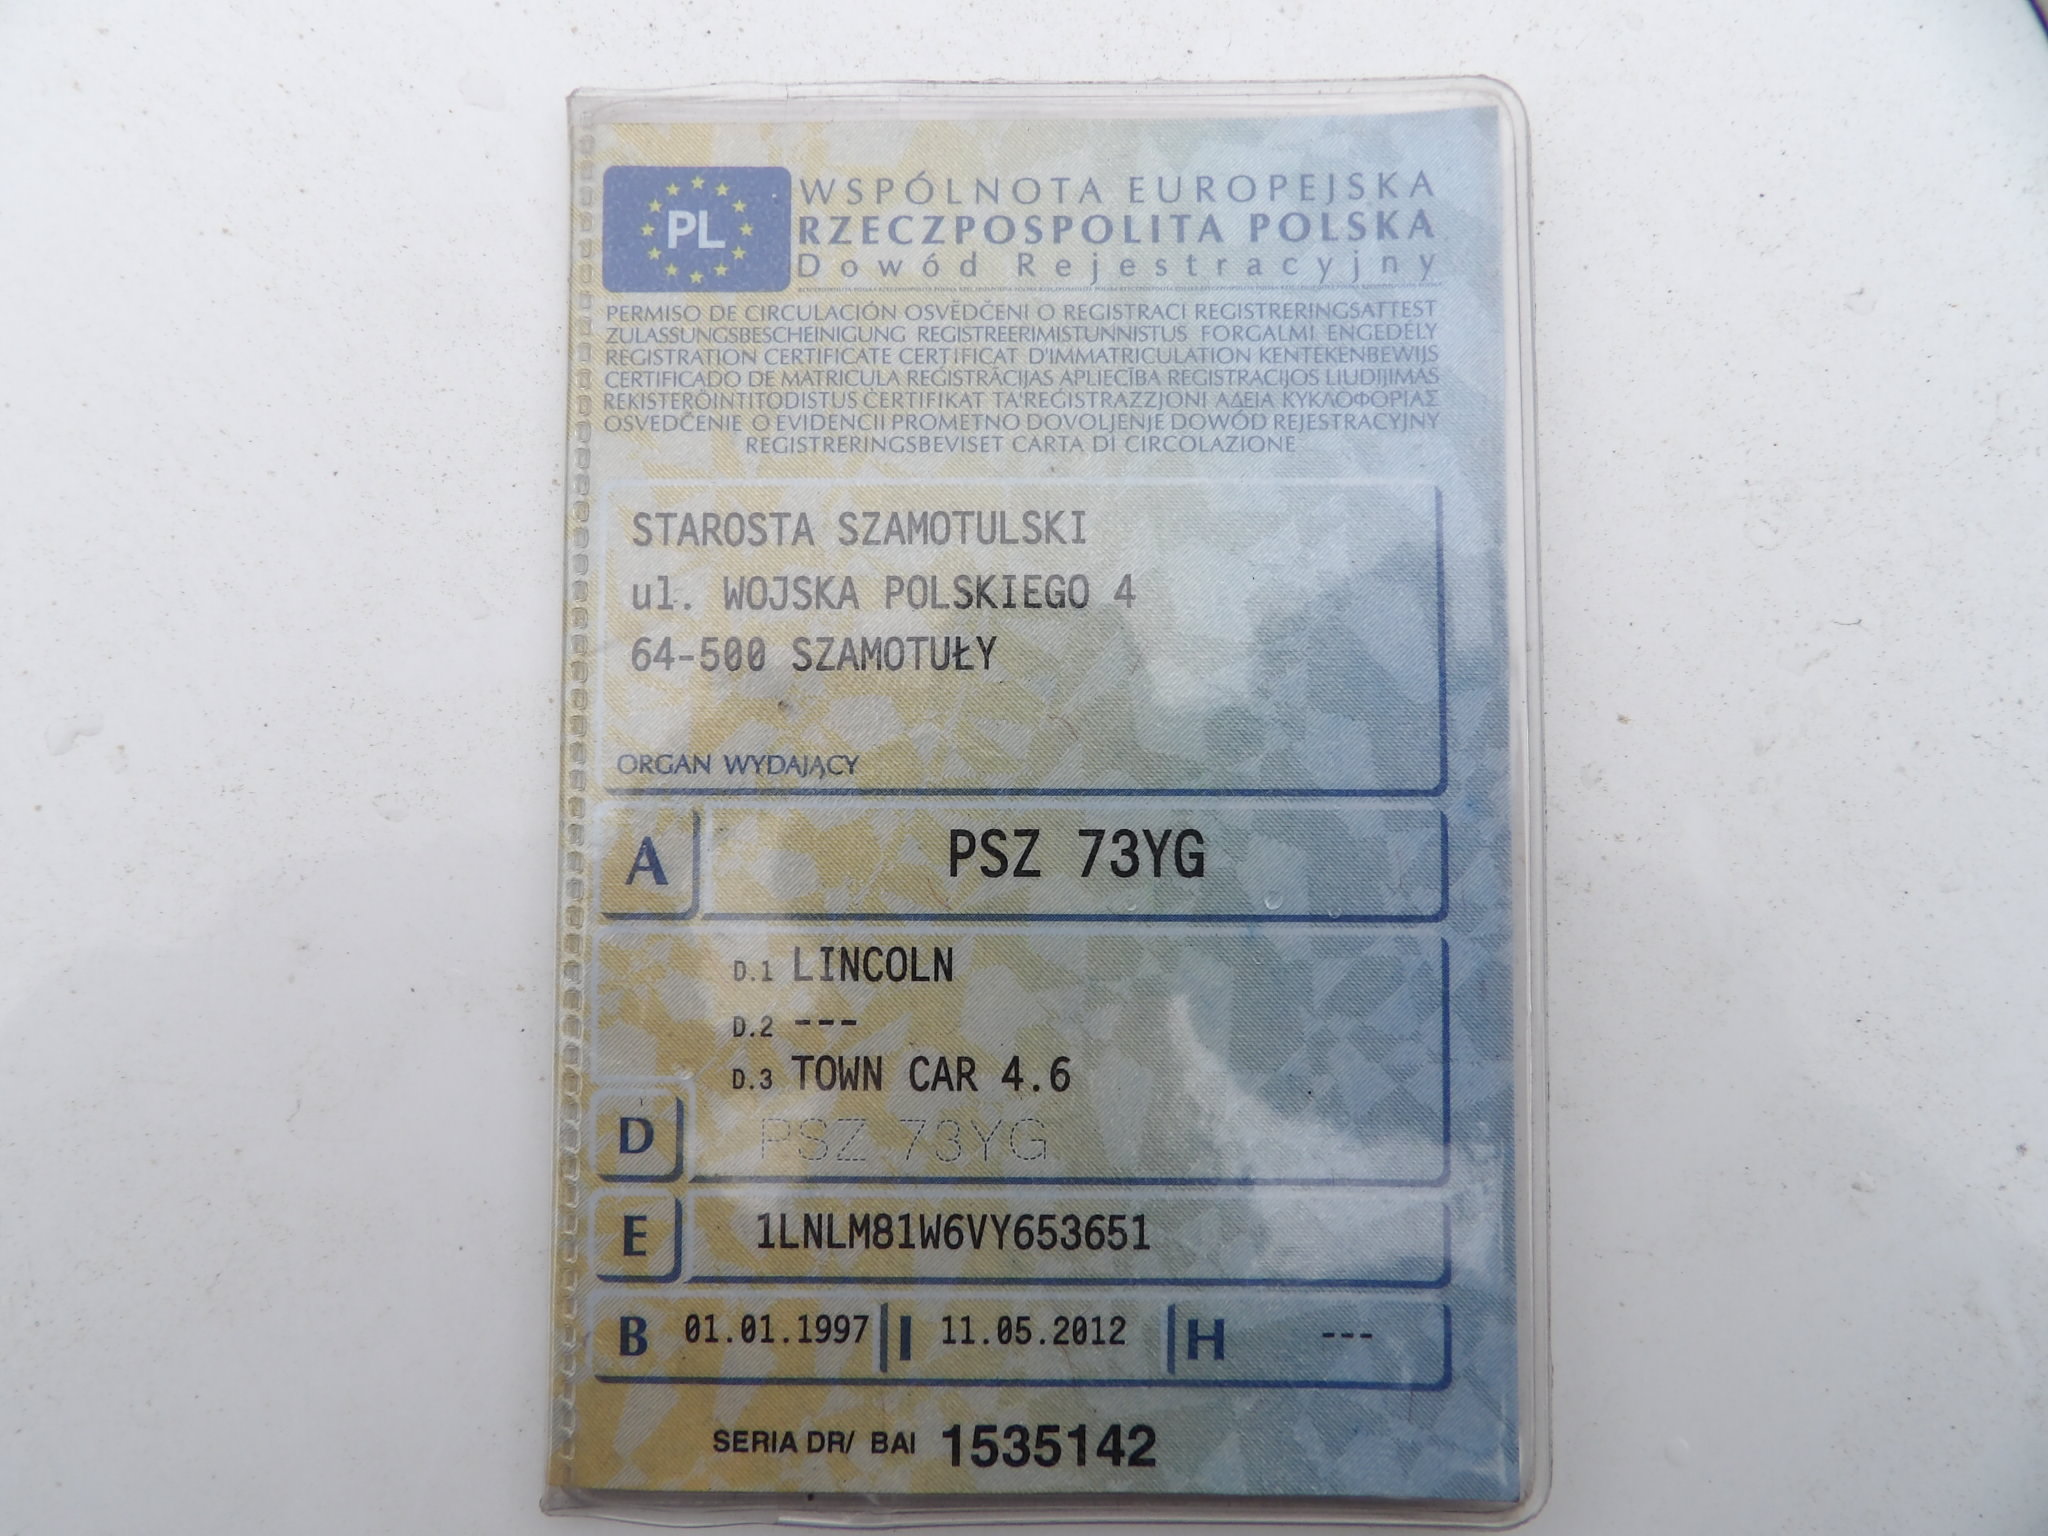 PL
WSPÓLNOTA EUROPEJSKA
RZECZPOSPOLITA POLSKA
Dowód Rejestracyjny
PERMISO DE CIRCULACIÓN OSVĚDČENI O REGISTRACI REGISTRERINGSATTEST
ZULASSUNGSBESCHEINIGUNG REGISTREERIMISTUNNISTUS FORGALMI ENGEDÉLY
REGISTRATION CERTIFICATE CERTIFICAT D'IMMATRICULATION KENTEKENBEWIJS
CERTIFICADO DE MATRICULA REĢISTRĀCIJAS APLIECĪBA REGISTRACIJOS LIUDIJIMAS
REKISTERÖINTITODISTUS ĊERTIFIKAT TA'REĠISTRAZZJONI ΑΔΕΙΑ ΚΥΚΛΟΦΟΡΙΑΣ
OSVEDČENIE O EVIDENCII PROMETNO DOVOLJENJE DOWÓD REJESTRACYJNY
REGISTRERINGSBEVISET CARTA DI CIRCOLAZIONE
STAROSTA SZAMOTULSKI
ul. WOJSKA POLSKIEGO 4
64-500 SZAMOTUŁY
ORGAN WYDAJĄCY
A PSZ 73YG
D.1 LINCOLN
D.2 ---
D.3 TOWN CAR 4.6
D PSZ 73YG
E 1LNLM81W6VY653651
B 01.01.1997 I 11.05.2012 H ---
SERIA DR/ BAI 1535142